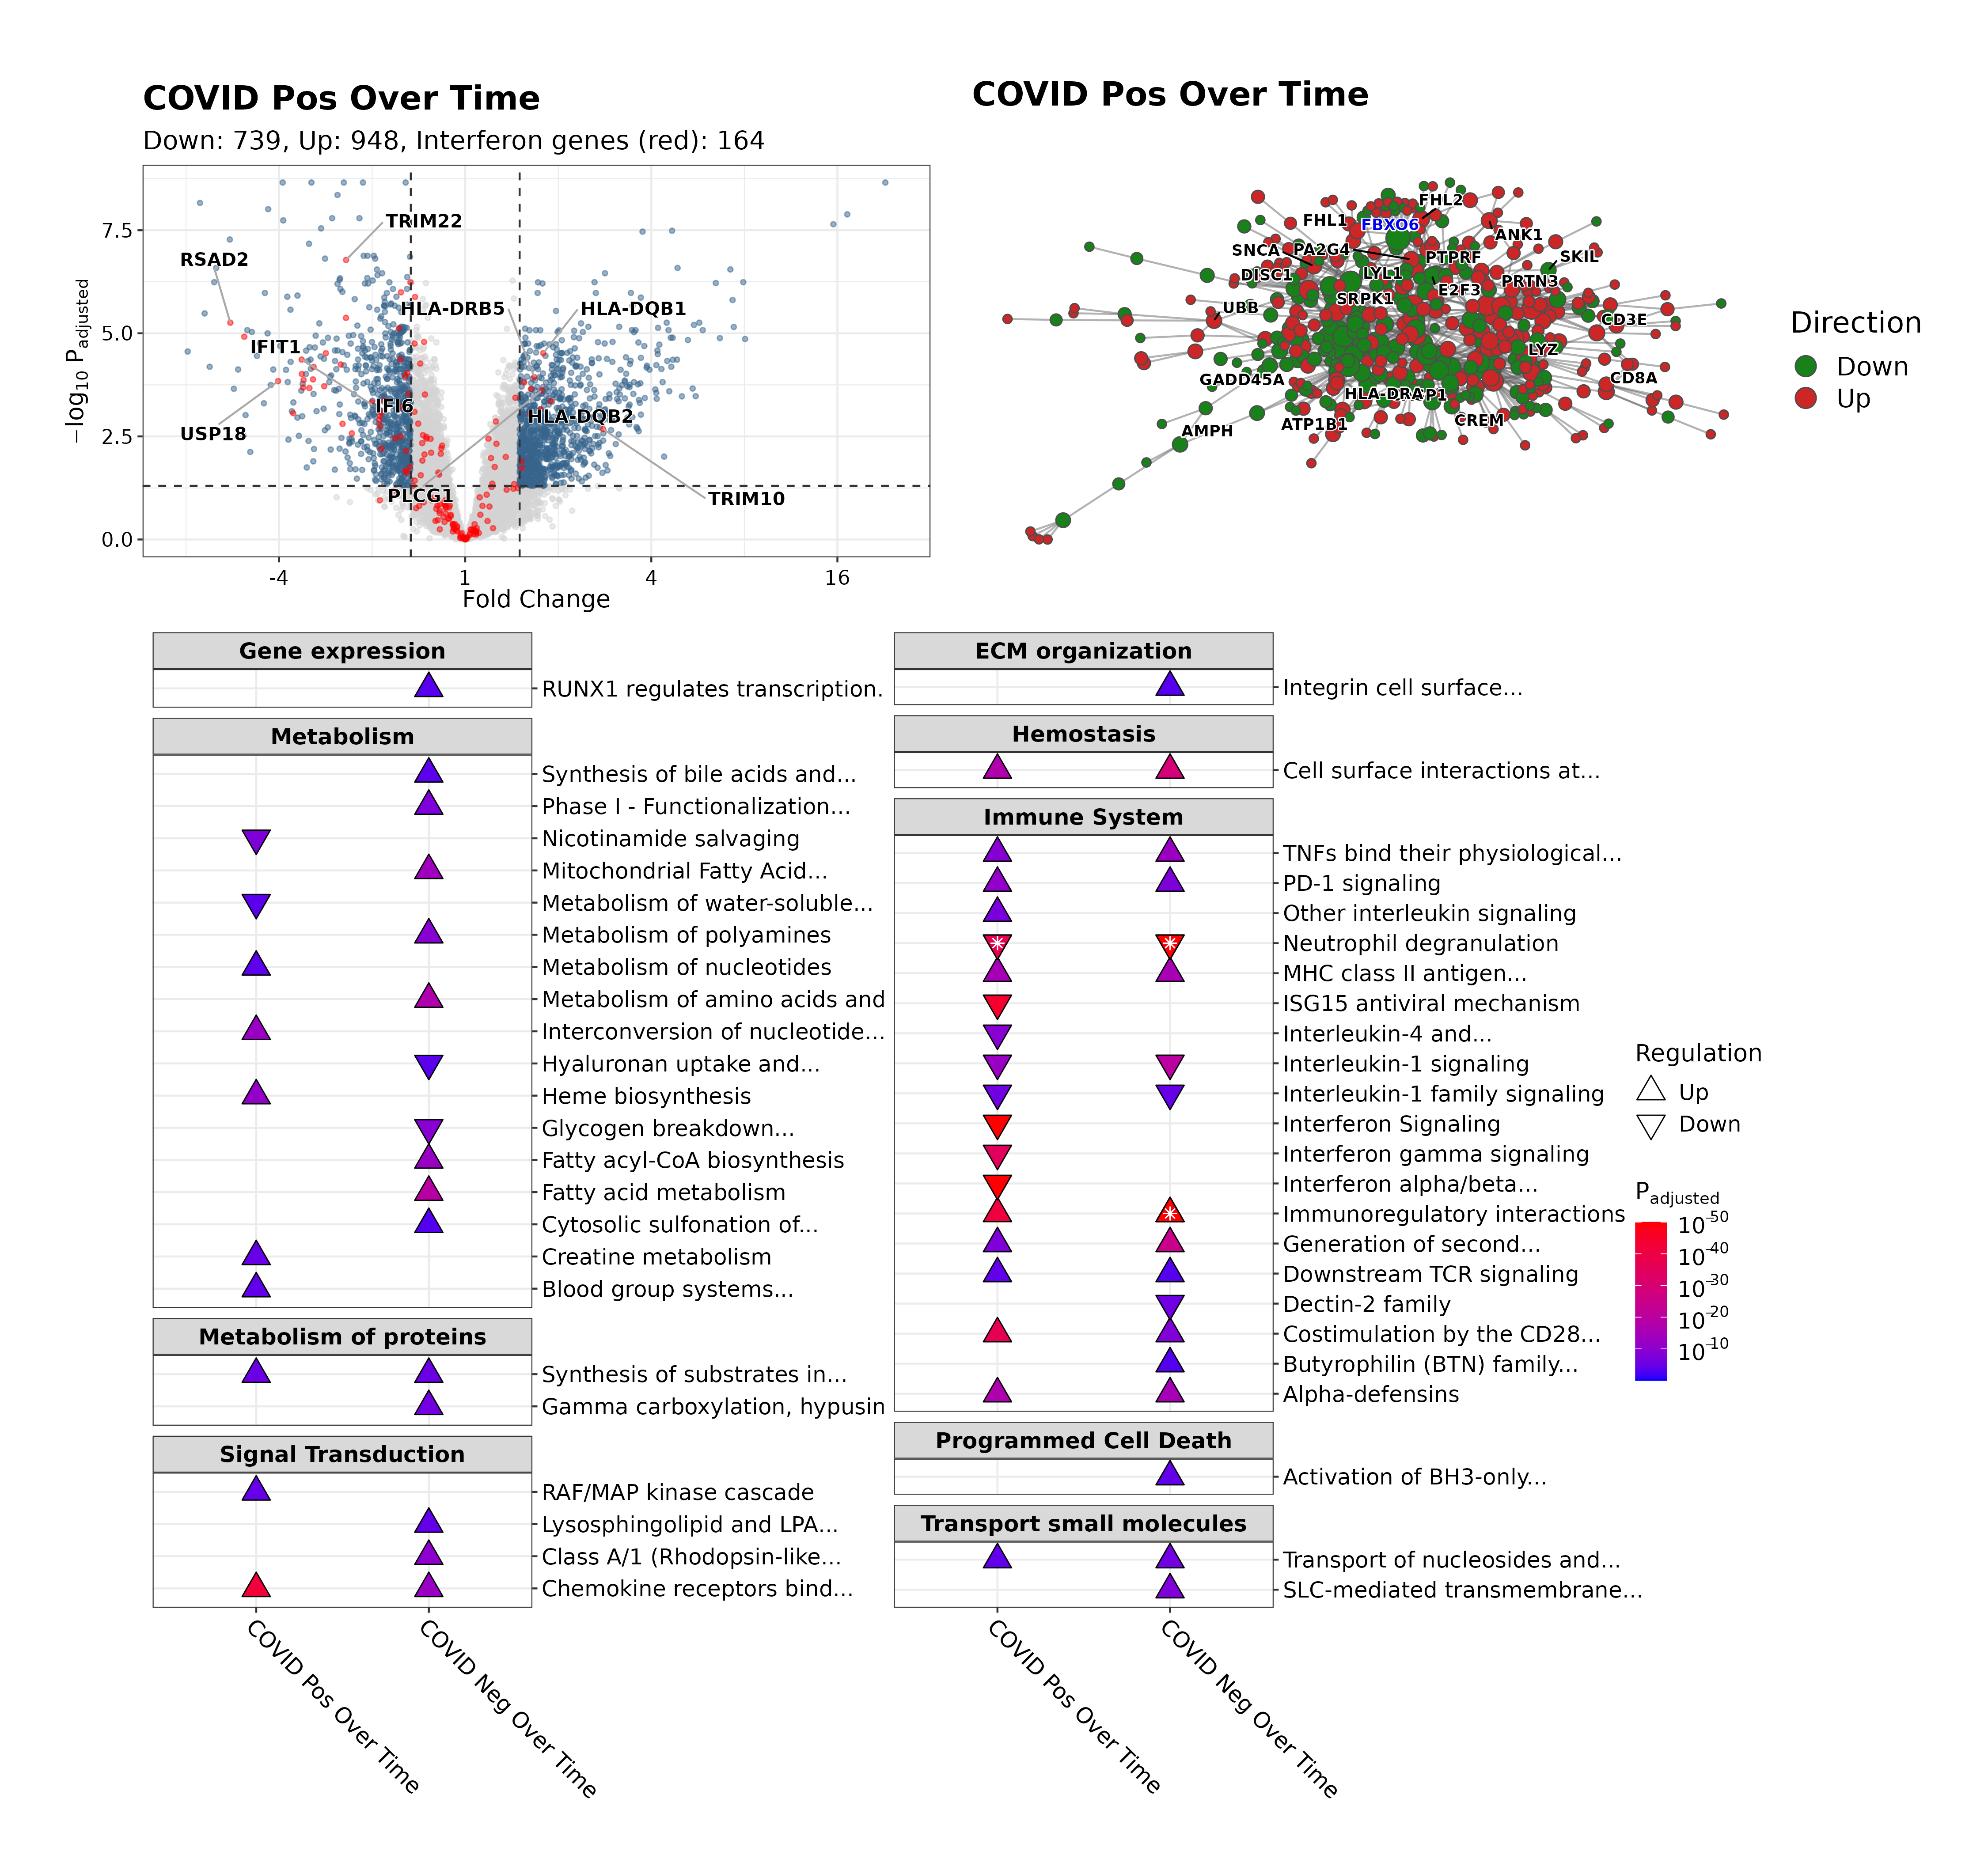 COVID Pos Over Time
Down: 739, Up: 948, Interferon genes (red): 164
−log10 Padjusted
7.5
5.0
2.5
0.0
TRIM22
RSAD2
HLA-DRB5
HLA-DQB1
IFIT1
IFI6
HLA-DQB2
USP18
PLCG1
TRIM10
-4
1
4
16
Fold Change
COVID Pos Over Time
FHL2
FHL1
FBXO6
ANK1
SNCA
PA2G4
PTPRF
SKIL
DISC1
LYL1
PRTN3
E2F3
SRPK1
UBB
CD3E
LYZ
GADD45A
CD8A
HLA-DRA
P1
ATP1B1
CREM
AMPH
Direction
Down
Up
Gene expression
RUNX1 regulates transcription.
Metabolism
Synthesis of bile acids and...
Phase I - Functionalization...
Nicotinamide salvaging
Mitochondrial Fatty Acid...
Metabolism of water-soluble...
Metabolism of polyamines
Metabolism of nucleotides
Metabolism of amino acids and
Interconversion of nucleotide...
Hyaluronan uptake and...
Heme biosynthesis
Glycogen breakdown...
Fatty acyl-CoA biosynthesis
Fatty acid metabolism
Cytosolic sulfonation of...
Creatine metabolism
Blood group systems...
Metabolism of proteins
Synthesis of substrates in...
Gamma carboxylation, hypusin
Signal Transduction
RAF/MAP kinase cascade
Lysosphingolipid and LPA...
Class A/1 (Rhodopsin-like...
Chemokine receptors bind...
COVID Pos Over Time
COVID Neg Over Time
ECM organization
Integrin cell surface...
Hemostasis
Cell surface interactions at...
Immune System
TNFs bind their physiological...
PD-1 signaling
Other interleukin signaling
Neutrophil degranulation
MHC class II antigen...
ISG15 antiviral mechanism
Interleukin-4 and...
Interleukin-1 signaling
Interleukin-1 family signaling
Interferon Signaling
Interferon gamma signaling
Interferon alpha/beta...
Immunoregulatory interactions
Generation of second...
Downstream TCR signaling
Dectin-2 family
Costimulation by the CD28...
Butyrophilin (BTN) family...
Alpha-defensins
Programmed Cell Death
Activation of BH3-only...
Transport small molecules
Transport of nucleosides and...
SLC-mediated transmembrane...
COVID Pos Over Time
COVID Neg Over Time
Regulation
Up
Down
Padjusted
10−50
10−40
10−30
10−20
10−10